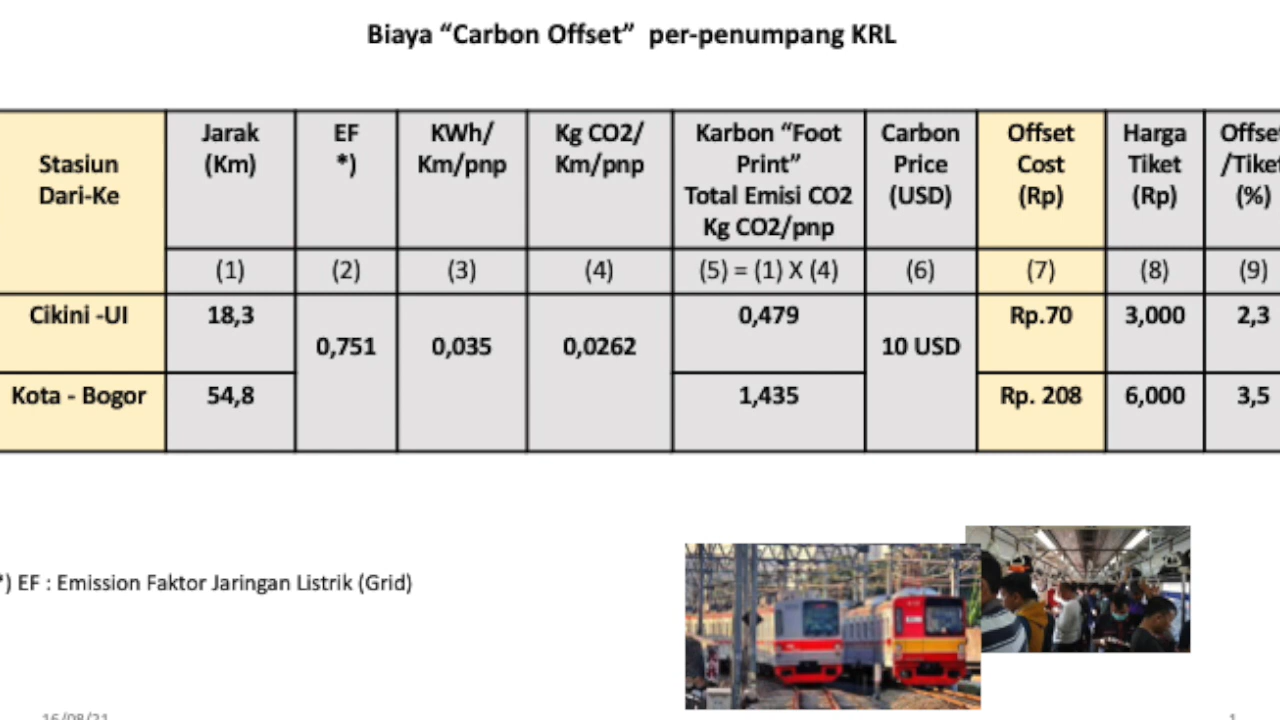 Biaya “Carbon Offset”  per-penumpang KRL
Stasiun
Dari-Ke
Jarak
(Km)
EF
*)
KWh/
Km/pnp
Kg CO2/
Km/pnp
Karbon “Foot
Print”
Total Emisi CO2
Kg CO2/pnp
Carbon
Price
(USD)
Offset
Cost
(Rp)
Harga
Tiket
(Rp)
Offset
/Tiket
(%)
(1)
(2)
(3)
(4)
(5) = (1) X (4)
(6)
(7)
(8)
(9)
Cikini -UI
18,3
0,751
0,035
0,0262
0,479
10 USD
Rp.70
3,000
2,3
Kota - Bogor
54,8
1,435
Rp. 208
6,000
3,5
*) EF : Emission Faktor Jaringan Listrik (Grid)
16/08/21
1